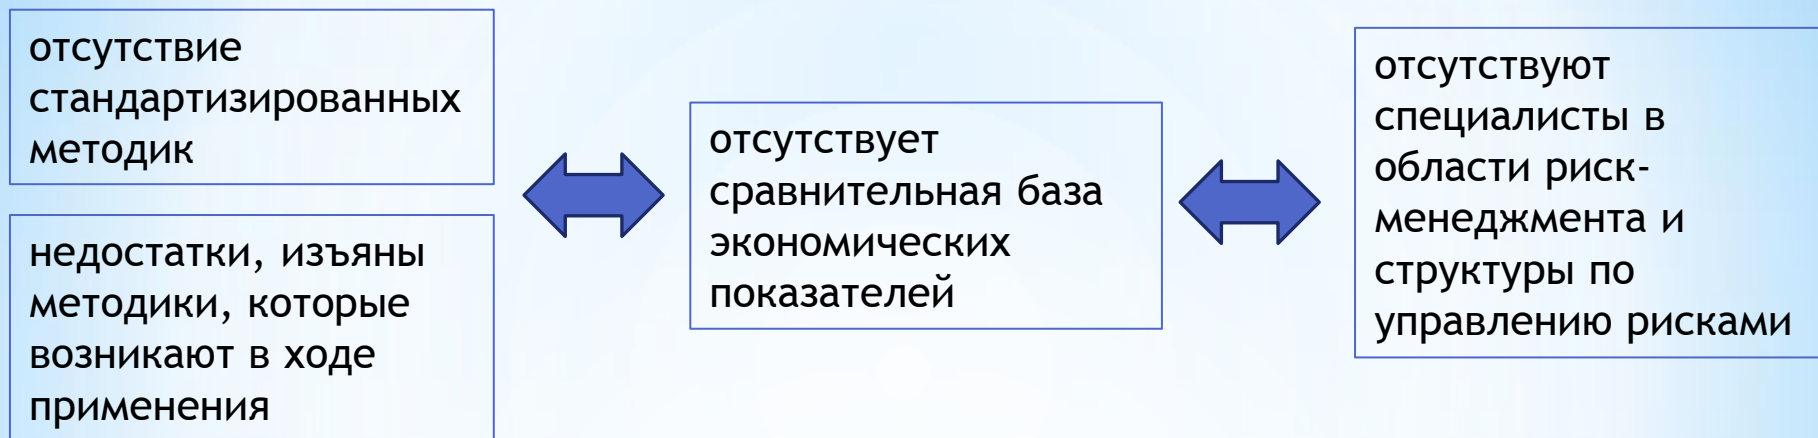 отсутствие
стандартизированных
методик
недостатки, изъяны
методики, которые
возникают в ходе
применения
отсутствует
сравнительная база
экономических
показателей
отсутствуют
специалисты в
области риск-
менеджмента и
структуры по
управлению рисками